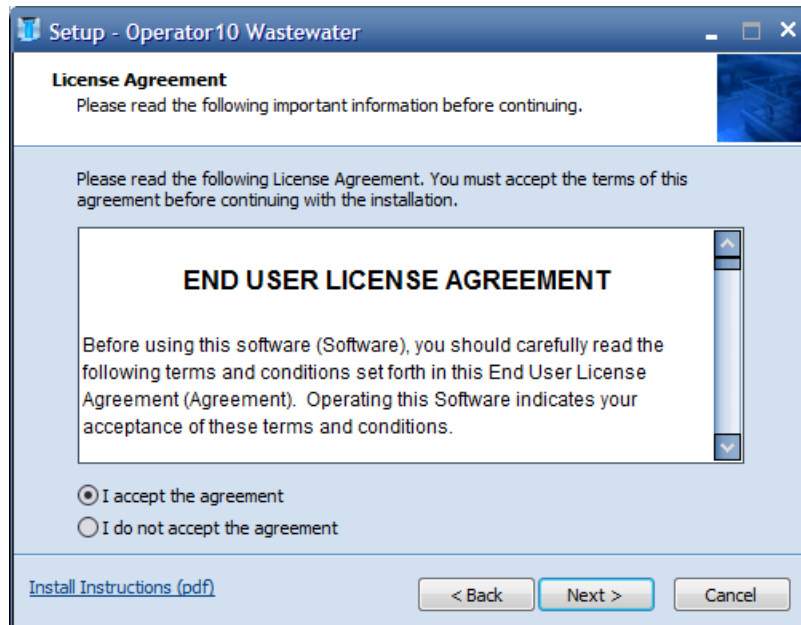 Setup - Operator10 Wastewater
License Agreement
Please read the following important information before continuing.
Please read the following License Agreement. You must accept the terms of this
agreement before continuing with the installation.
END USER LICENSE AGREEMENT
Before using this software (Software), you should carefully read the
following terms and conditions set forth in this End User License
Agreement (Agreement).  Operating this Software indicates your
acceptance of these terms and conditions.
I accept the agreement
I do not accept the agreement
Install Instructions (pdf)
< Back
Next >
Cancel